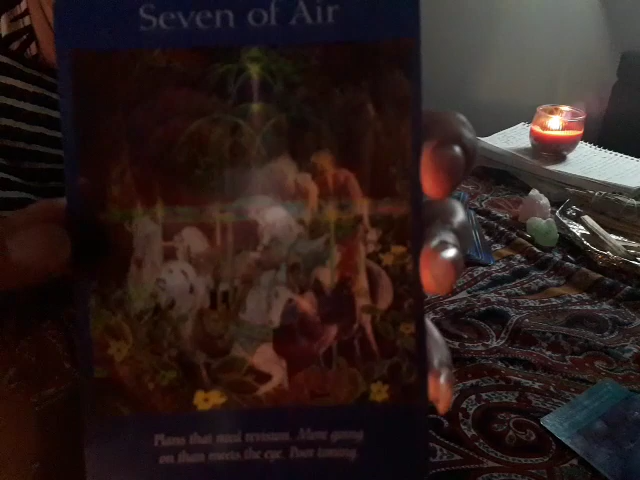 Seven of Air
Plans that need revision. More going
on than meets the eye. Poor timing.